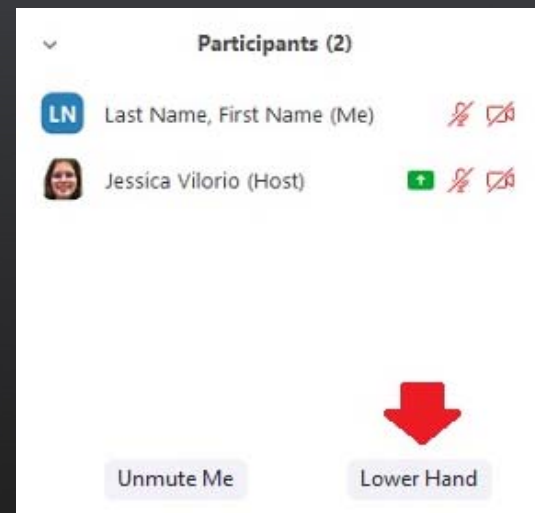 Participants (2)
LN Last Name, First Name (Me)
Jessica Vilorio (Host)
Unmute Me Lower Hand